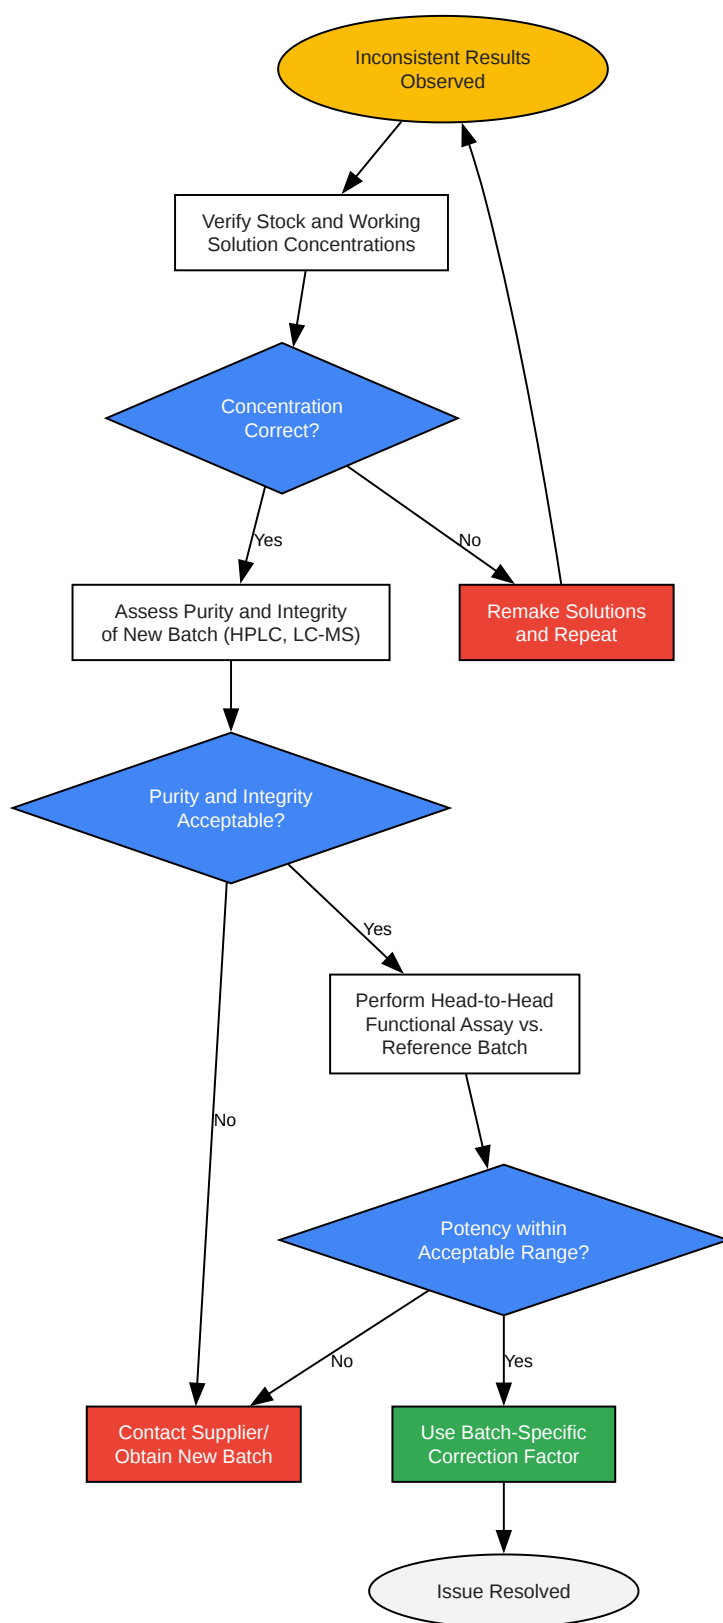 Inconsistent Results
Observed
Verify Stock and Working
Solution Concentrations
Concentration
Correct?
Yes
No
Assess Purity and Integrity
of New Batch (HPLC, LC-MS)
Remake Solutions
and Repeat
Purity and Integrity
Acceptable?
Yes
Perform Head-to-Head
Functional Assay vs.
Reference Batch
No
Potency within
Acceptable Range?
No
Yes
Contact Supplier/
Obtain New Batch
Use Batch-Specific
Correction Factor
Issue Resolved